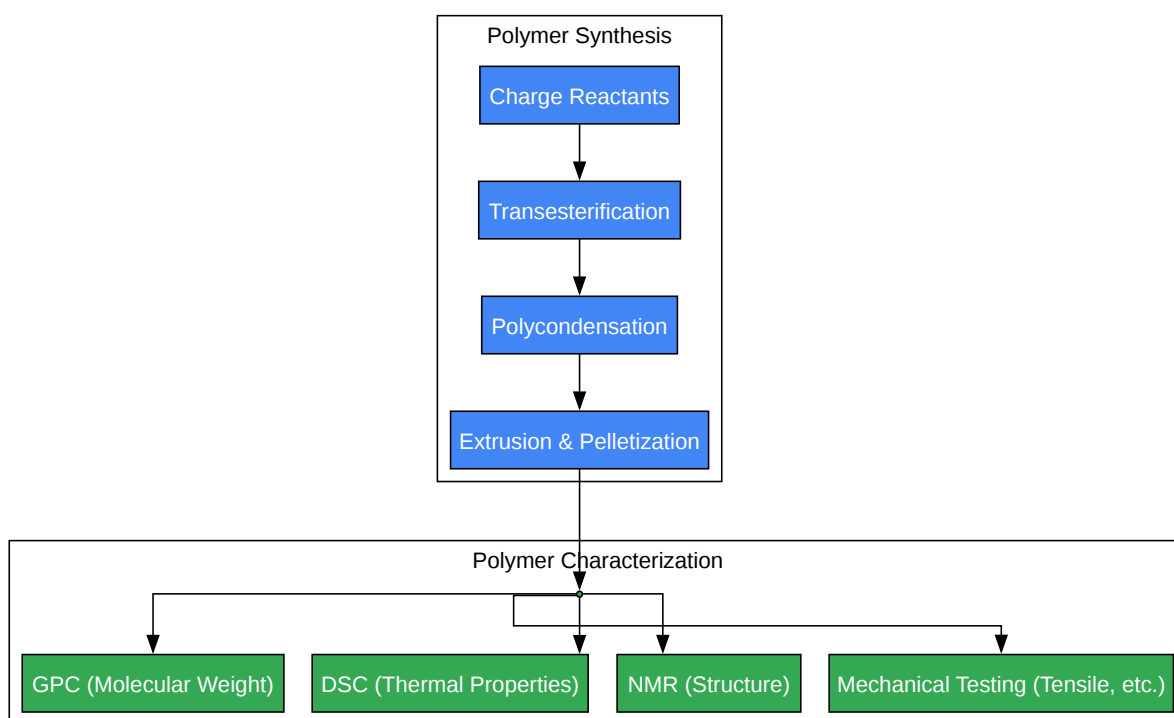 Polymer Synthesis
Charge Reactants
Transesterification
Polycondensation
Extrusion & Pelletization
Polymer Characterization
GPC (Molecular Weight)
DSC (Thermal Properties)
NMR (Structure)
Mechanical Testing (Tensile, etc.)